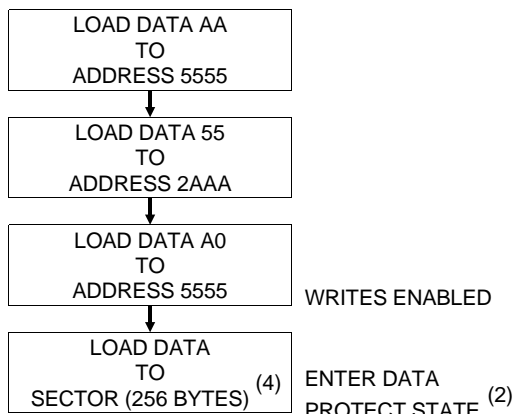 LOAD DATA AA
TO
ADDRESS 5555
LOAD DATA 55
TO
ADDRESS 2AAA
LOAD DATA A0
TO
ADDRESS 5555
WRITES ENABLED
LOAD DATA
TO
SECTOR (256 BYTES) (4)
ENTER DATA
PROTECT STATE (2)